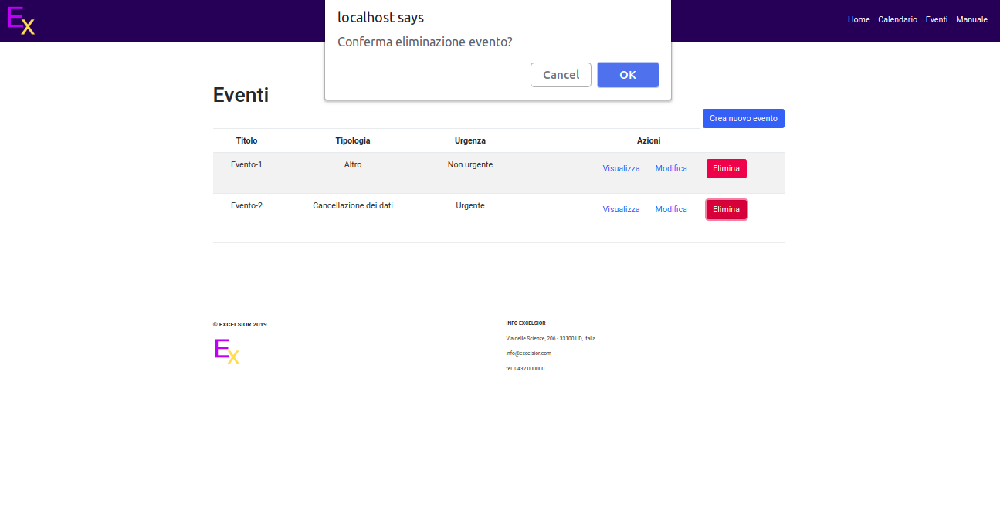 Ex
Home Calendario Eventi Manuale
localhost says
Conferma eliminazione evento?
Cancel OK
Eventi
Crea nuovo evento
Titolo Tipologia Urgenza Azioni
Evento-1 Altro Non urgente Visualizza Modifica Elimina
Evento-2 Cancellazione dei dati Urgente Visualizza Modifica Elimina
© EXCELSIOR 2019
Ex
INFO EXCELSIOR
Via delle Scienze, 206 - 33100 UD, Italia
info@excelsior.com
tel. 0432 000000